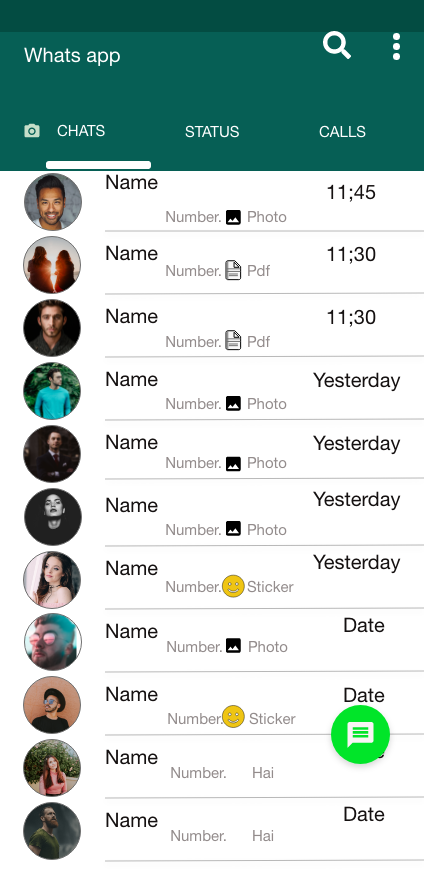 Whats app
CHATS STATUS CALLS
Name 11;45
Number. Photo
Name 11;30
Number. Pdf
Name 11;30
Number. Pdf
Name Yesterday
Number. Photo
Name Yesterday
Number. Photo
Name Yesterday
Number. Photo
Name Yesterday
Number. Sticker
Name Date
Number. Photo
Name Date
Number. Sticker
Name
Number. Hai
Name Date
Number. Hai